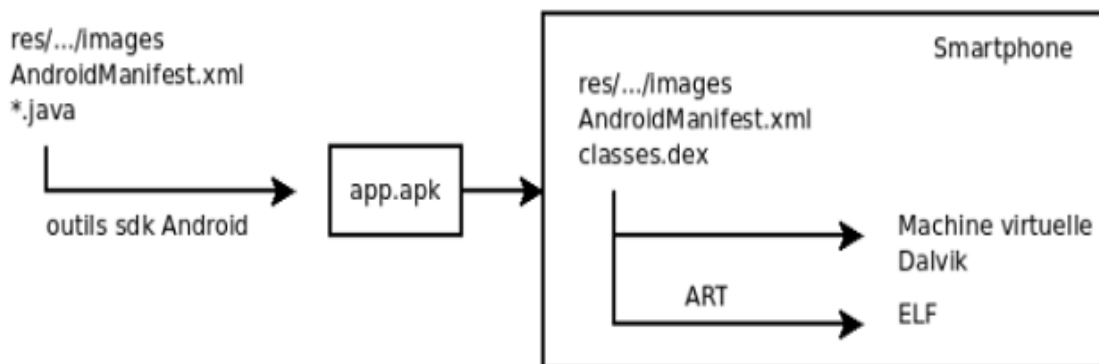 res/.../images
AndroidManifest.xml
*.java
outils sdk Android
app.apk
Smartphone
res/.../images
AndroidManifest.xml
classes.dex
Machine virtuelle
Dalvik
ART
ELF